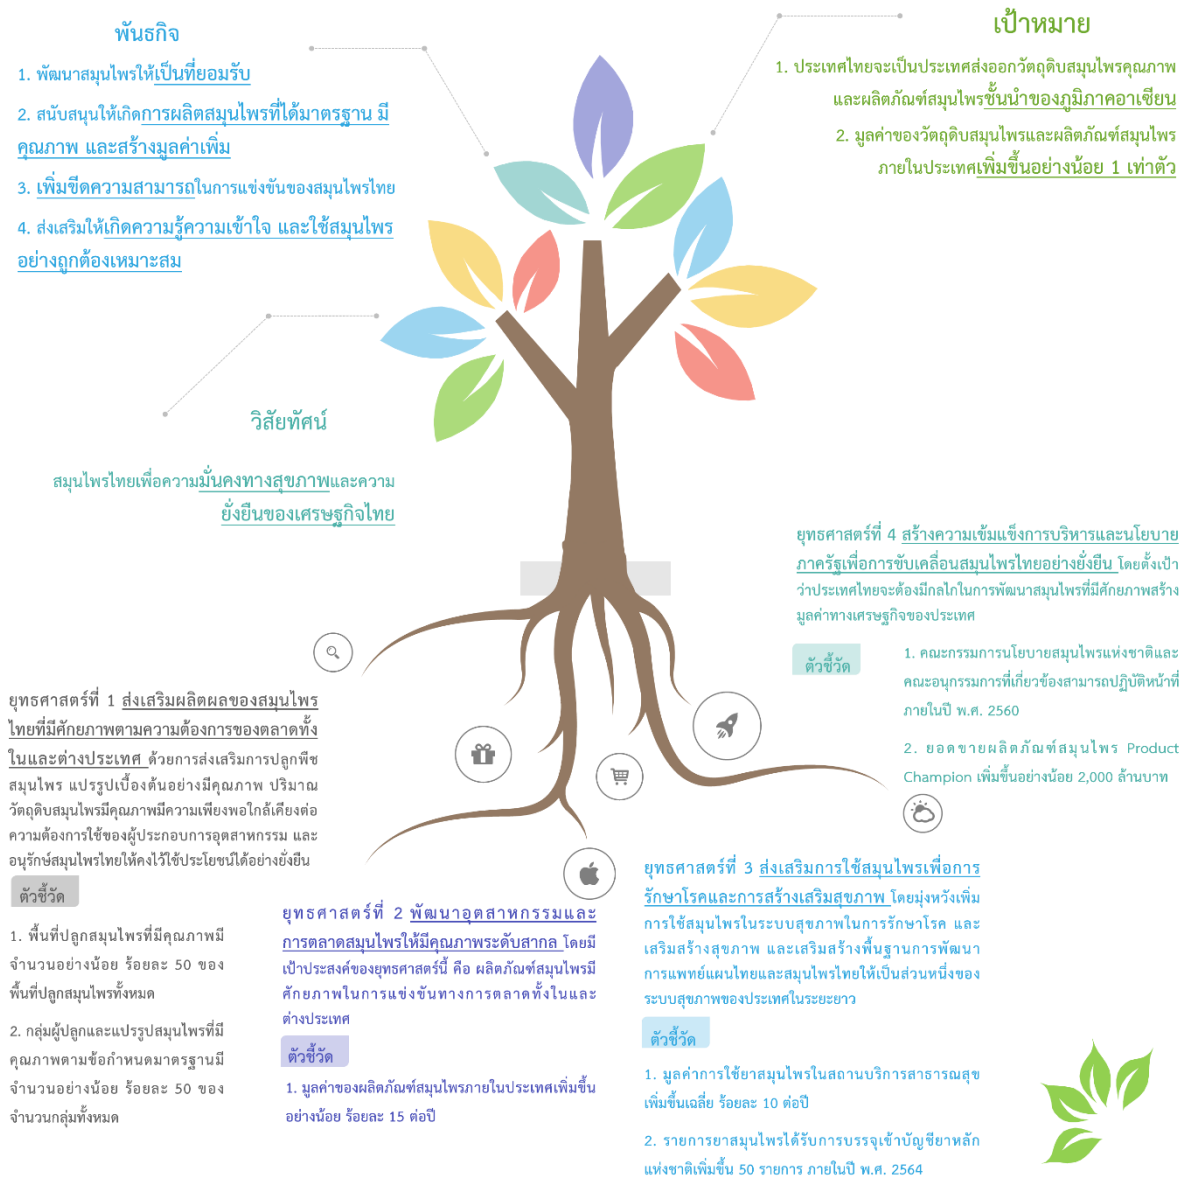 พันธกิจ
1. พัฒนาสมุนไพรให้เป็นที่ยอมรับ
2. สนับสนุนให้เกิดการผลิตสมุนไพรที่ได้มาตรฐาน มี
คุณภาพ และสร้างมูลค่าเพิ่ม
3. เพิ่มขีดความสามารถในการแข่งขันของสมุนไพรไทย
4. ส่งเสริมให้เกิดความรู้ความเข้าใจ และใช้สมุนไพร
อย่างถูกต้องเหมาะสม
เป้าหมาย
1. ประเทศไทยจะเป็นประเทศส่งออกวัตถุดิบสมุนไพรคุณภาพ
และผลิตภัณฑ์สมุนไพรชั้นนำของภูมิภาคอาเซียน
2. มูลค่าของวัตถุดิบสมุนไพรและผลิตภัณฑ์สมุนไพร
ภายในประเทศเพิ่มขึ้นอย่างน้อย 1 เท่าตัว
วิสัยทัศน์
สมุนไพรไทยเพื่อความมั่นคงทางสุขภาพและความ
ยั่งยืนของเศรษฐกิจไทย
ยุทธศาสตร์ที่ 1 ส่งเสริมผลิตผลของสมุนไพร
ไทยที่มีศักยภาพตามความต้องการของตลาดทั้ง
ในและต่างประเทศ ด้วยการส่งเสริมการปลูกพืช
สมุนไพร แปรรูปเบื้องต้นอย่างมีคุณภาพ ปริมาณ
วัตถุดิบสมุนไพรมีคุณภาพมีความเพียงพอใกล้เคียงต่อ
ความต้องการใช้ของผู้ประกอบการอุตสาหกรรม และ
อนุรักษ์สมุนไพรไทยให้คงไว้ใช้ประโยชน์ได้อย่างยั่งยืน
ตัวชี้วัด
1. พื้นที่ปลูกสมุนไพรที่มีคุณภาพมี
จำนวนอย่างน้อย ร้อยละ 50 ของ
พื้นที่ปลูกสมุนไพรทั้งหมด
2. กลุ่มผู้ปลูกและแปรรูปสมุนไพรที่มี
คุณภาพตามข้อกำหนดมาตรฐานมี
จำนวนอย่างน้อย ร้อยละ 50 ของ
จำนวนกลุ่มทั้งหมด
ยุทธศาสตร์ที่ 2 พัฒนาอุตสาหกรรมและ
การตลาดสมุนไพรให้มีคุณภาพระดับสากล โดยมี
เป้าประสงค์ของยุทธศาสตร์นี้ คือ ผลิตภัณฑ์สมุนไพรมี
ศักยภาพในการแข่งขันทางการตลาดทั้งในและ
ต่างประเทศ
ตัวชี้วัด
1. มูลค่าของผลิตภัณฑ์สมุนไพรภายในประเทศเพิ่มขึ้น
อย่างน้อย ร้อยละ 15 ต่อปี
ยุทธศาสตร์ที่ 3 ส่งเสริมการใช้สมุนไพรเพื่อการ
รักษาโรคและการสร้างเสริมสุขภาพ โดยมุ่งหวังเพิ่ม
การใช้สมุนไพรในระบบสุขภาพในการรักษาโรค และ
เสริมสร้างสุขภาพ และเสริมสร้างพื้นฐานการพัฒนา
การแพทย์แผนไทยและสมุนไพรไทยให้เป็นส่วนหนึ่งของ
ระบบสุขภาพของประเทศในระยะยาว
ตัวชี้วัด
1. มูลค่าการใช้ยาสมุนไพรในสถานบริการสาธารณสุข
เพิ่มขึ้นเฉลี่ย ร้อยละ 10 ต่อปี
2. รายการยาสมุนไพรได้รับการบรรจุเข้าบัญชียาหลัก
แห่งชาติเพิ่มขึ้น 50 รายการ ภายในปี พ.ศ. 2564
ยุทธศาสตร์ที่ 4 สร้างความเข้มแข็งการบริหารและนโยบาย
ภาครัฐเพื่อการขับเคลื่อนสมุนไพรไทยอย่างยั่งยืน โดยตั้งเป้า
ว่าประเทศไทยจะต้องมีกลไกในการพัฒนาสมุนไพรที่มีศักยภาพสร้าง
มูลค่าทางเศรษฐกิจของประเทศ
ตัวชี้วัด
1. คณะกรรมการนโยบายสมุนไพรแห่งชาติและ
คณะอนุกรรมการที่เกี่ยวข้องสามารถปฏิบัติหน้าที่
ภายในปี พ.ศ. 2560
2. ยอดขายผลิตภัณฑ์สมุนไพร Product
Champion เพิ่มขึ้นอย่างน้อย 2,000 ล้านบาท